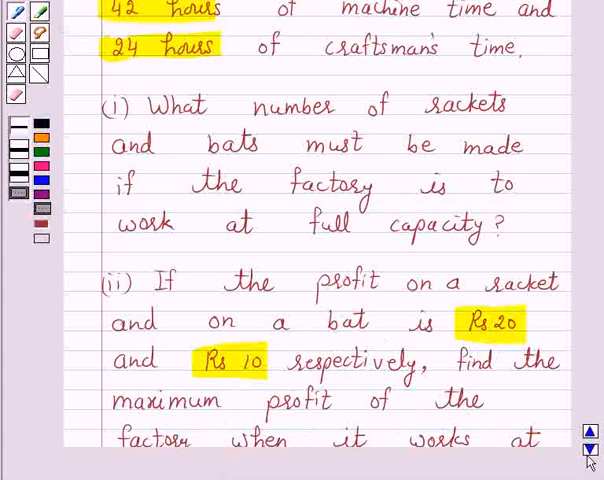 42 hours of machine time and
24 hours of craftsman's time.
(i) What number of rackets
and bats must be made
if the factory is to
work at full capacity?
(ii) If the profit on a racket
and on a bat is Rs 20
and Rs 10 respectively, find the
maximum profit of the
factory when it works at